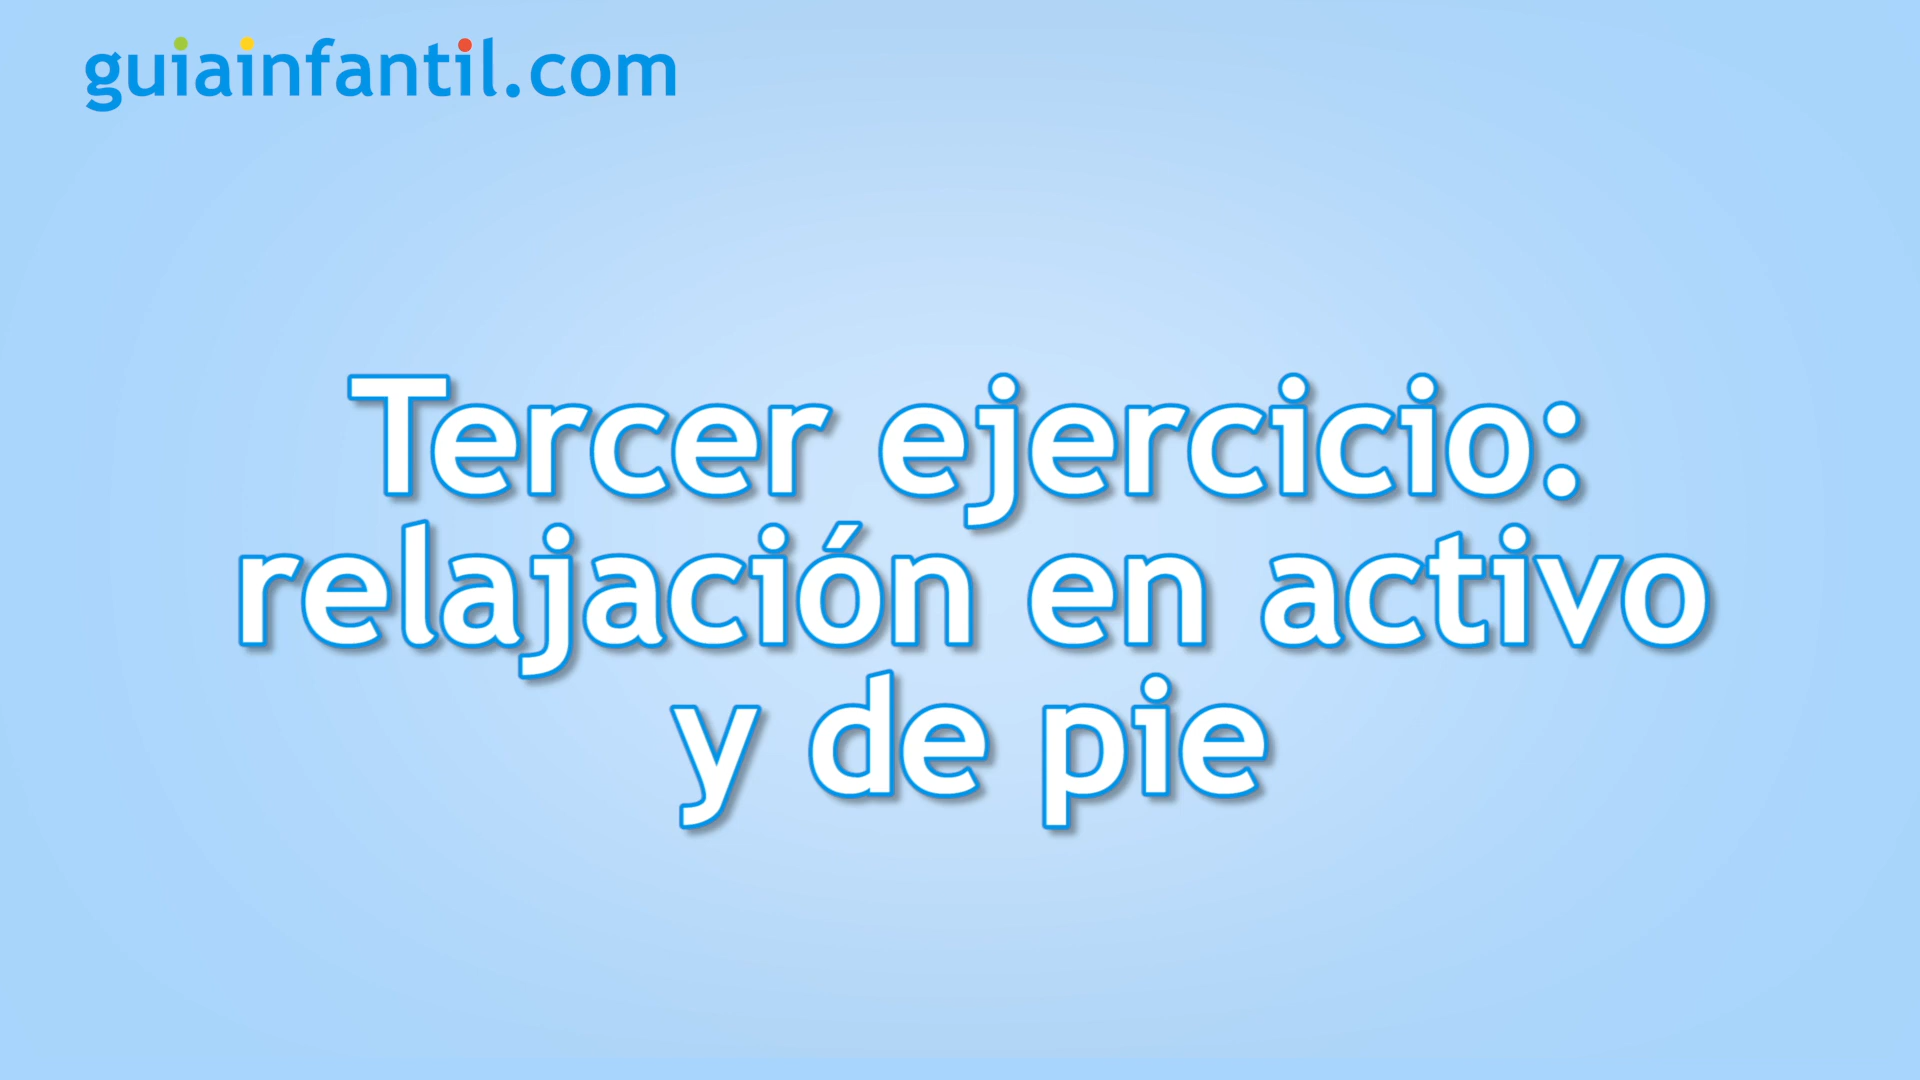 guiainfantil.com
Tercer ejercicio:
relajación en activo
y de pie